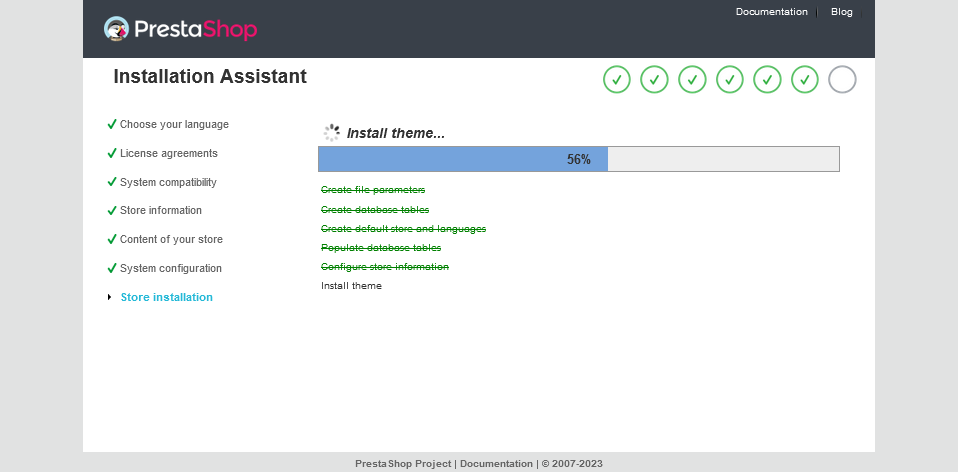 Documentation | Blog
PrestaShop
Installation Assistant
Choose your language
License agreements
System compatibility
Store information
Content of your store
System configuration
Store installation
Install theme...
56%
Create file parameters
Create database tables
Create default store and languages
Populate database tables
Configure store information
Install theme
PrestaShop Project | Documentation | © 2007-2023